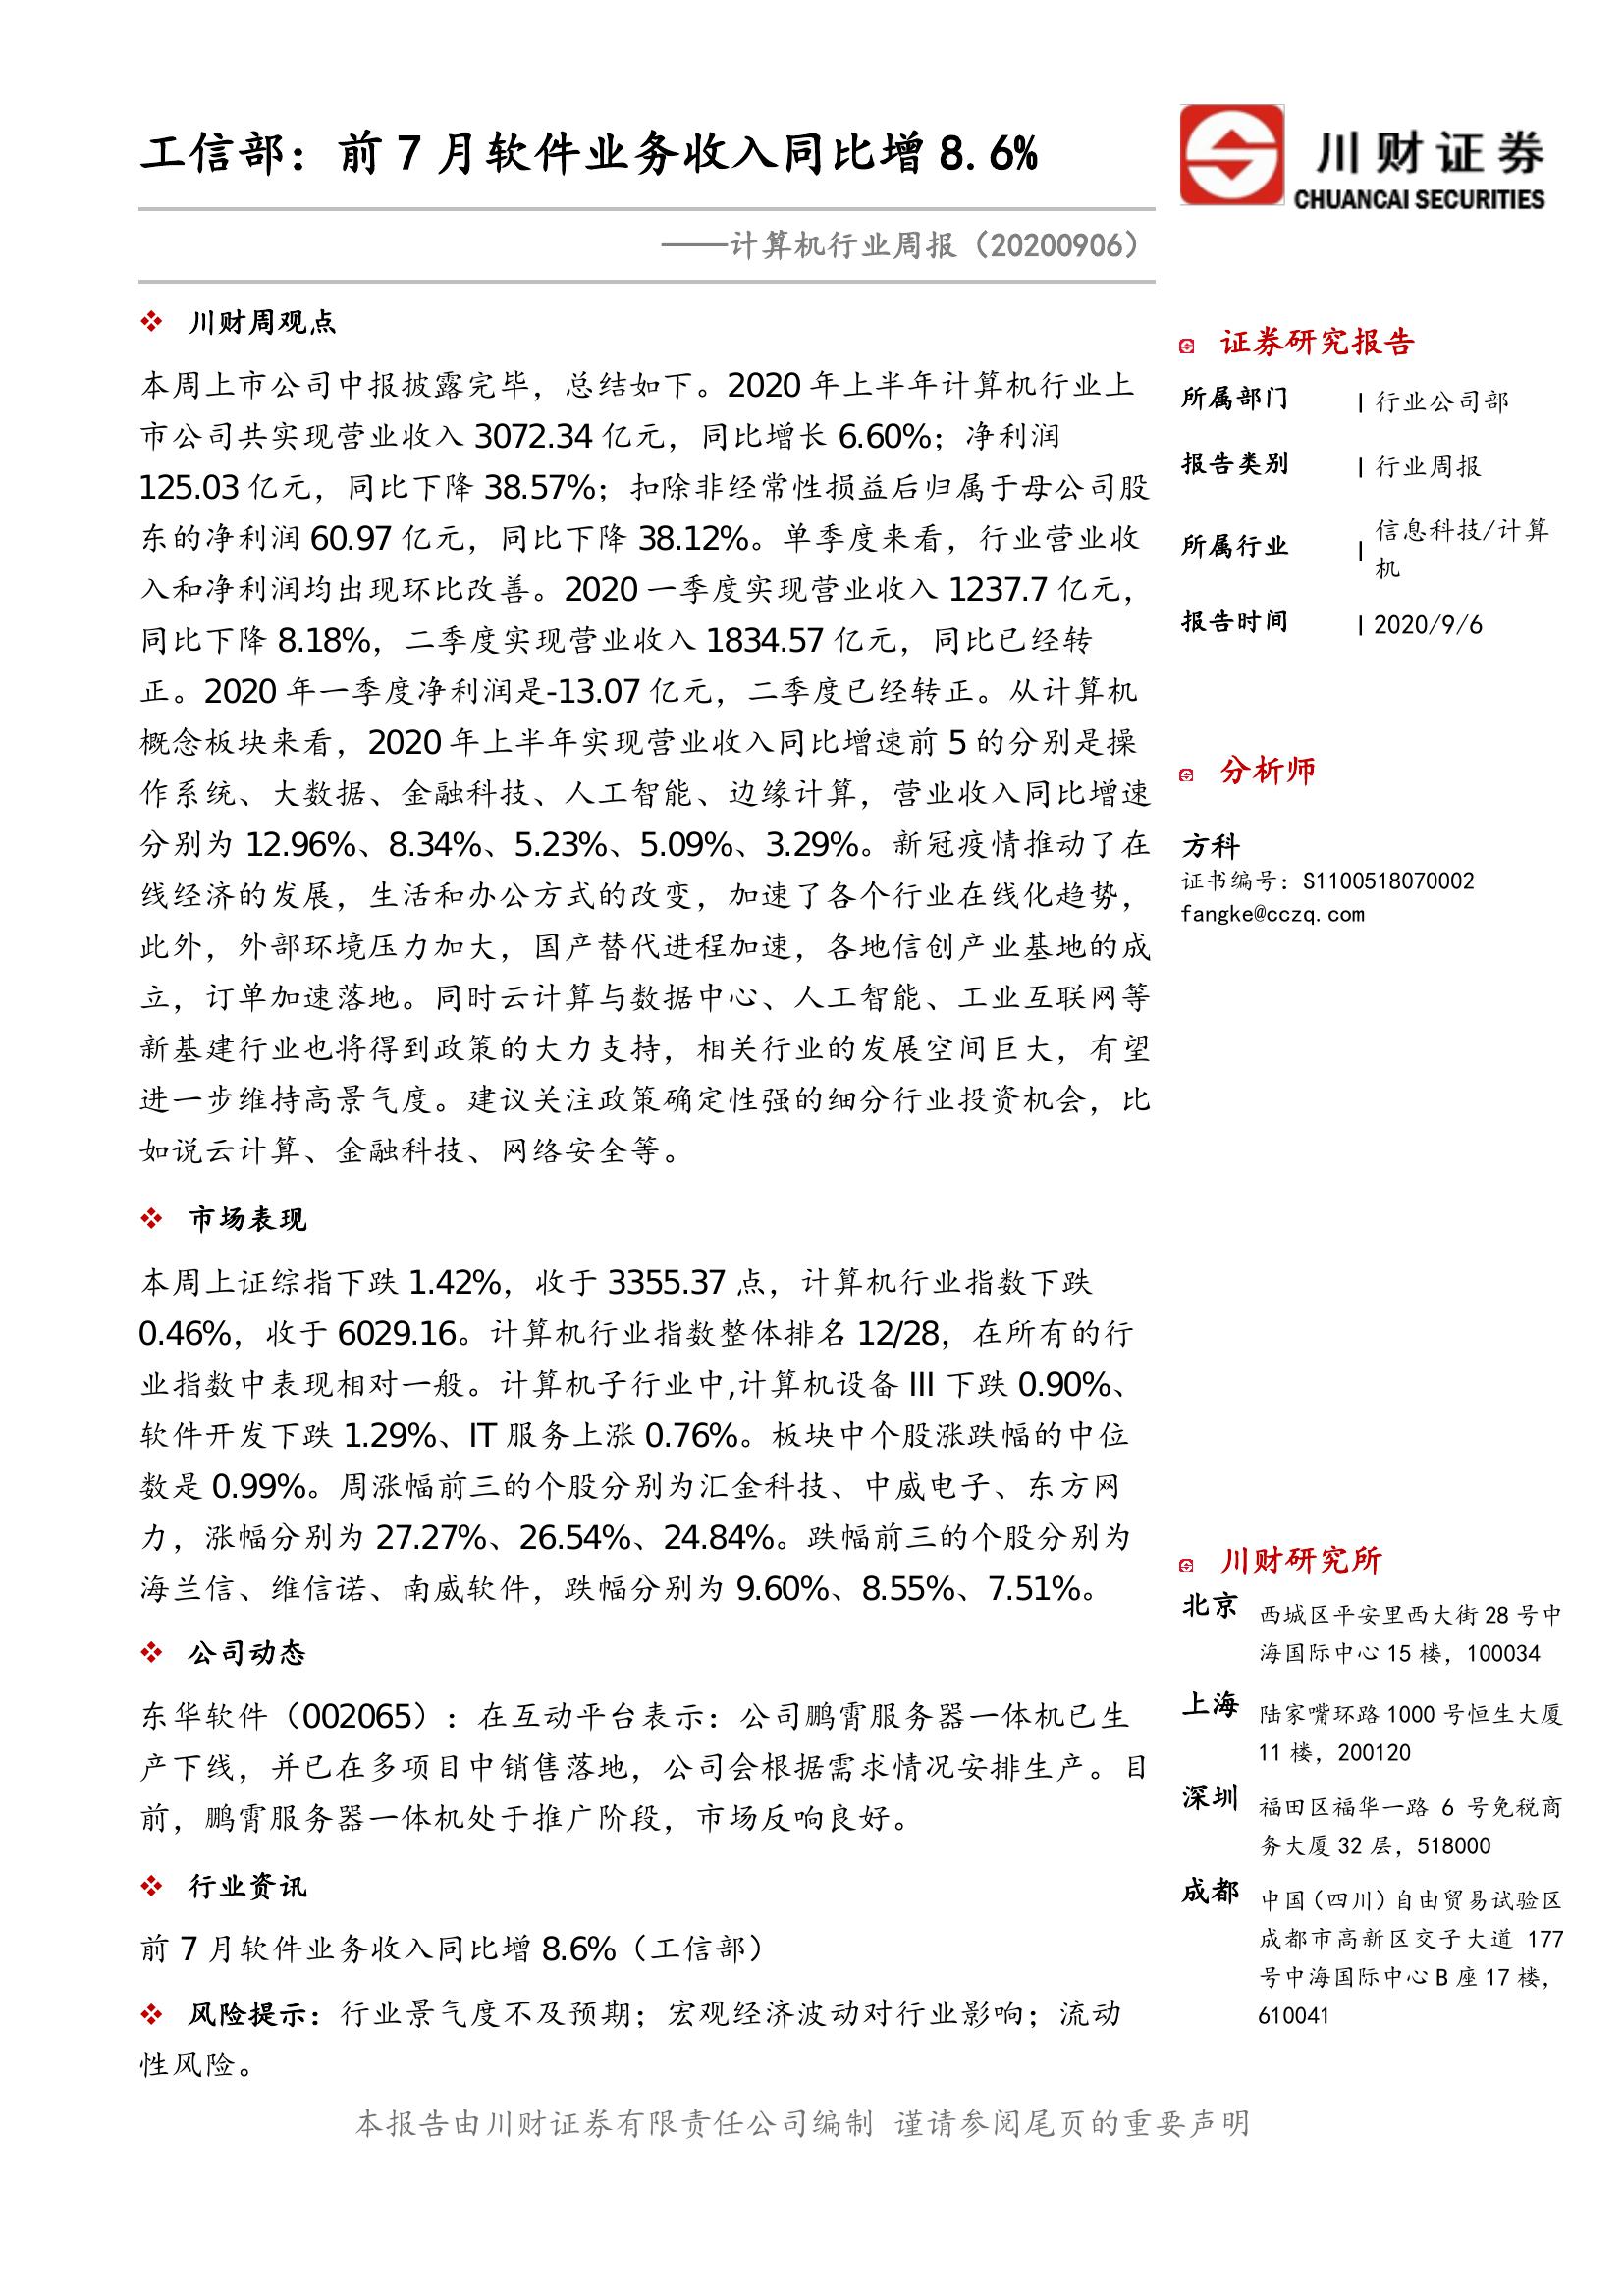 工信部：前 7 月软件业务收入同比增 8.6%
川财证券
CHUANCAI SECURITIES
——计算机行业周报（20200906）
川财周观点
本周上市公司中报披露完毕，总结如下。2020 年上半年计算机行业上
市公司共实现营业收入 3072.34 亿元，同比增长 6.60%；净利润
125.03 亿元，同比下降 38.57%；扣除非经常性损益后归属于母公司股
东的净利润 60.97 亿元，同比下降 38.12%。单季度来看，行业营业收
入和净利润均出现环比改善。2020 一季度实现营业收入 1237.7 亿元，
同比下降 8.18%，二季度实现营业收入 1834.57 亿元，同比已经转
正。2020 年一季度净利润是-13.07 亿元，二季度已经转正。从计算机
概念板块来看，2020 年上半年实现营业收入同比增速前 5 的分别是操
作系统、大数据、金融科技、人工智能、边缘计算，营业收入同比增速
分别为 12.96%、8.34%、5.23%、5.09%、3.29%。新冠疫情推动了在
线经济的发展，生活和办公方式的改变，加速了各个行业在线化趋势，
此外，外部环境压力加大，国产替代进程加速，各地信创产业基地的成
立，订单加速落地。同时云计算与数据中心、人工智能、工业互联网等
新基建行业也将得到政策的大力支持，相关行业的发展空间巨大，有望
进一步维持高景气度。建议关注政策确定性强的细分行业投资机会，比
如说云计算、金融科技、网络安全等。
市场表现
本周上证综指下跌 1.42%，收于 3355.37 点，计算机行业指数下跌
0.46%，收于 6029.16。计算机行业指数整体排名 12/28，在所有的行
业指数中表现相对一般。计算机子行业中,计算机设备 III 下跌 0.90%、
软件开发下跌 1.29%、IT 服务上涨 0.76%。板块中个股涨跌幅的中位
数是 0.99%。周涨幅前三的个股分别为汇金科技、中威电子、东方网
力，涨幅分别为 27.27%、26.54%、24.84%。跌幅前三的个股分别为
海兰信、维信诺、南威软件，跌幅分别为 9.60%、8.55%、7.51%。
公司动态
东华软件（002065）：在互动平台表示：公司鹏霄服务器一体机已生
产下线，并已在多项目中销售落地，公司会根据需求情况安排生产。目
前，鹏霄服务器一体机处于推广阶段，市场反响良好。
行业资讯
前 7 月软件业务收入同比增 8.6%（工信部）
风险提示：行业景气度不及预期；宏观经济波动对行业影响；流动
性风险。
证券研究报告
所属部门 | 行业公司部
报告类别 | 行业周报
所属行业 | 信息科技/计算
机
报告时间 | 2020/9/6
分析师
方科
证书编号：S1100518070002
fangke@cczq.com
川财研究所
北京 西城区平安里西大街 28 号中
海国际中心 15 楼，100034
上海 陆家嘴环路 1000 号恒生大厦
11 楼，200120
深圳 福田区福华一路 6 号免税商
务大厦 32 层，518000
成都 中国（四川）自由贸易试验区
成都市高新区交子大道 177
号中海国际中心 B 座 17 楼，
610041
本报告由川财证券有限责任公司编制 谨请参阅尾页的重要声明